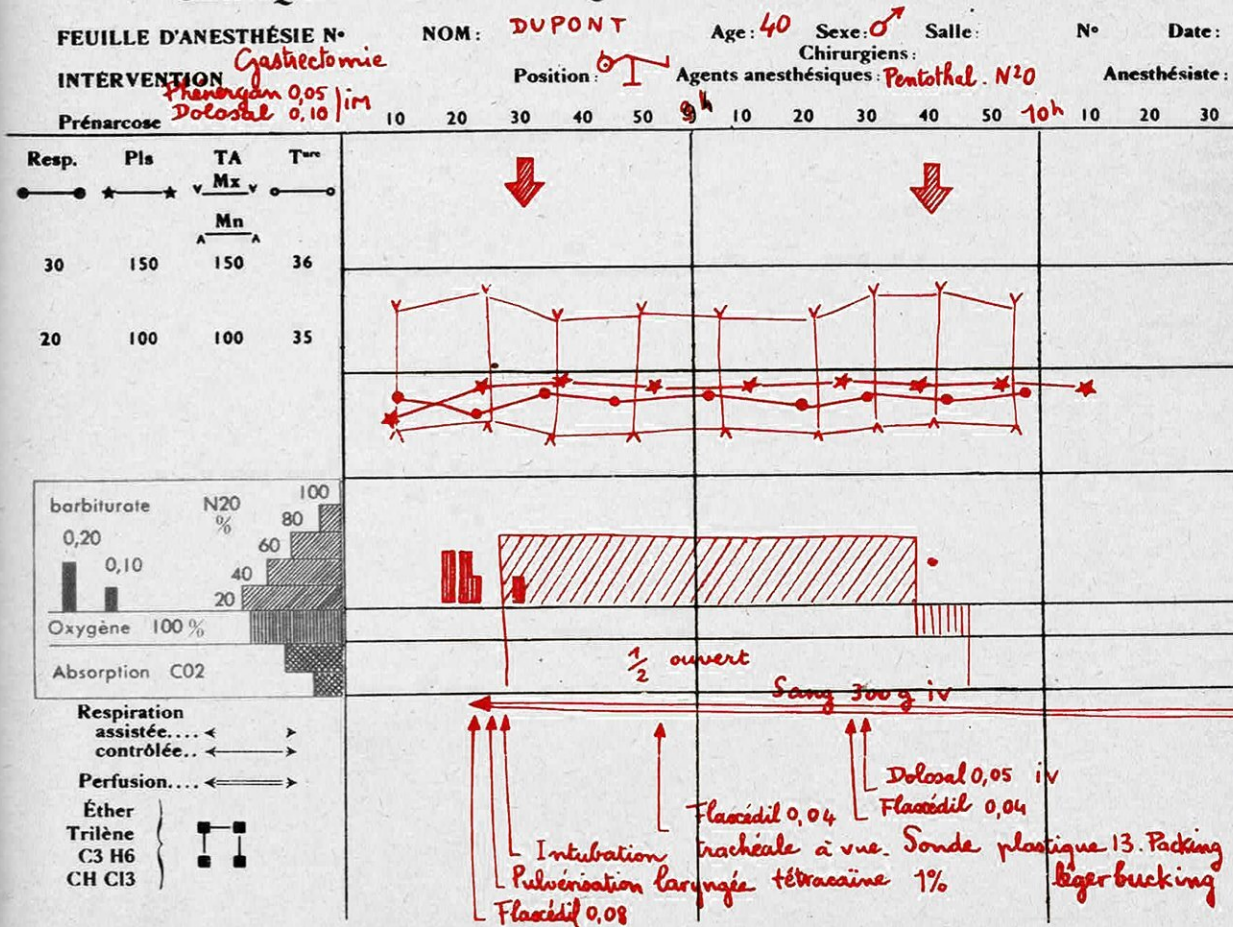 FEUILLE D'ANESTHÉSIE N° NOM: DUPONT Age: 40 Sexe: ♂ Salle: N° Date:
Chirurgiens:
INTERVENTION Gastrectomie Position: Agents anesthésiques: Pentothal. N2O Anesthésiste:
Prénarcose Phénergan 0,05
Dolosal 0,10 im
10 20 30 40 50 9h 10 20 30 40 50 10h 10 20 30
Resp. Pls TA Ture
Mx
Mn
30 150 150 36
20 100 100 35
barbiturate N20 %
0,20 0,10
100
80
60
40
20
Oxygène 100 %
Absorption C02
1/2 ouvert
Sang 300 g iv
Respiration
assistée....
contrôlée..
Perfusion....
Éther
Trilène
C3 H6
CH Cl3
Dolosal 0,05 iv
Flaxédil 0,04 Flaxédil 0,04
Intubation trachéale à vue. Sonde plastique 13. Packing
Pulvérisation laryngée tétracaïne 1% léger bucking
Flaxédil 0,08